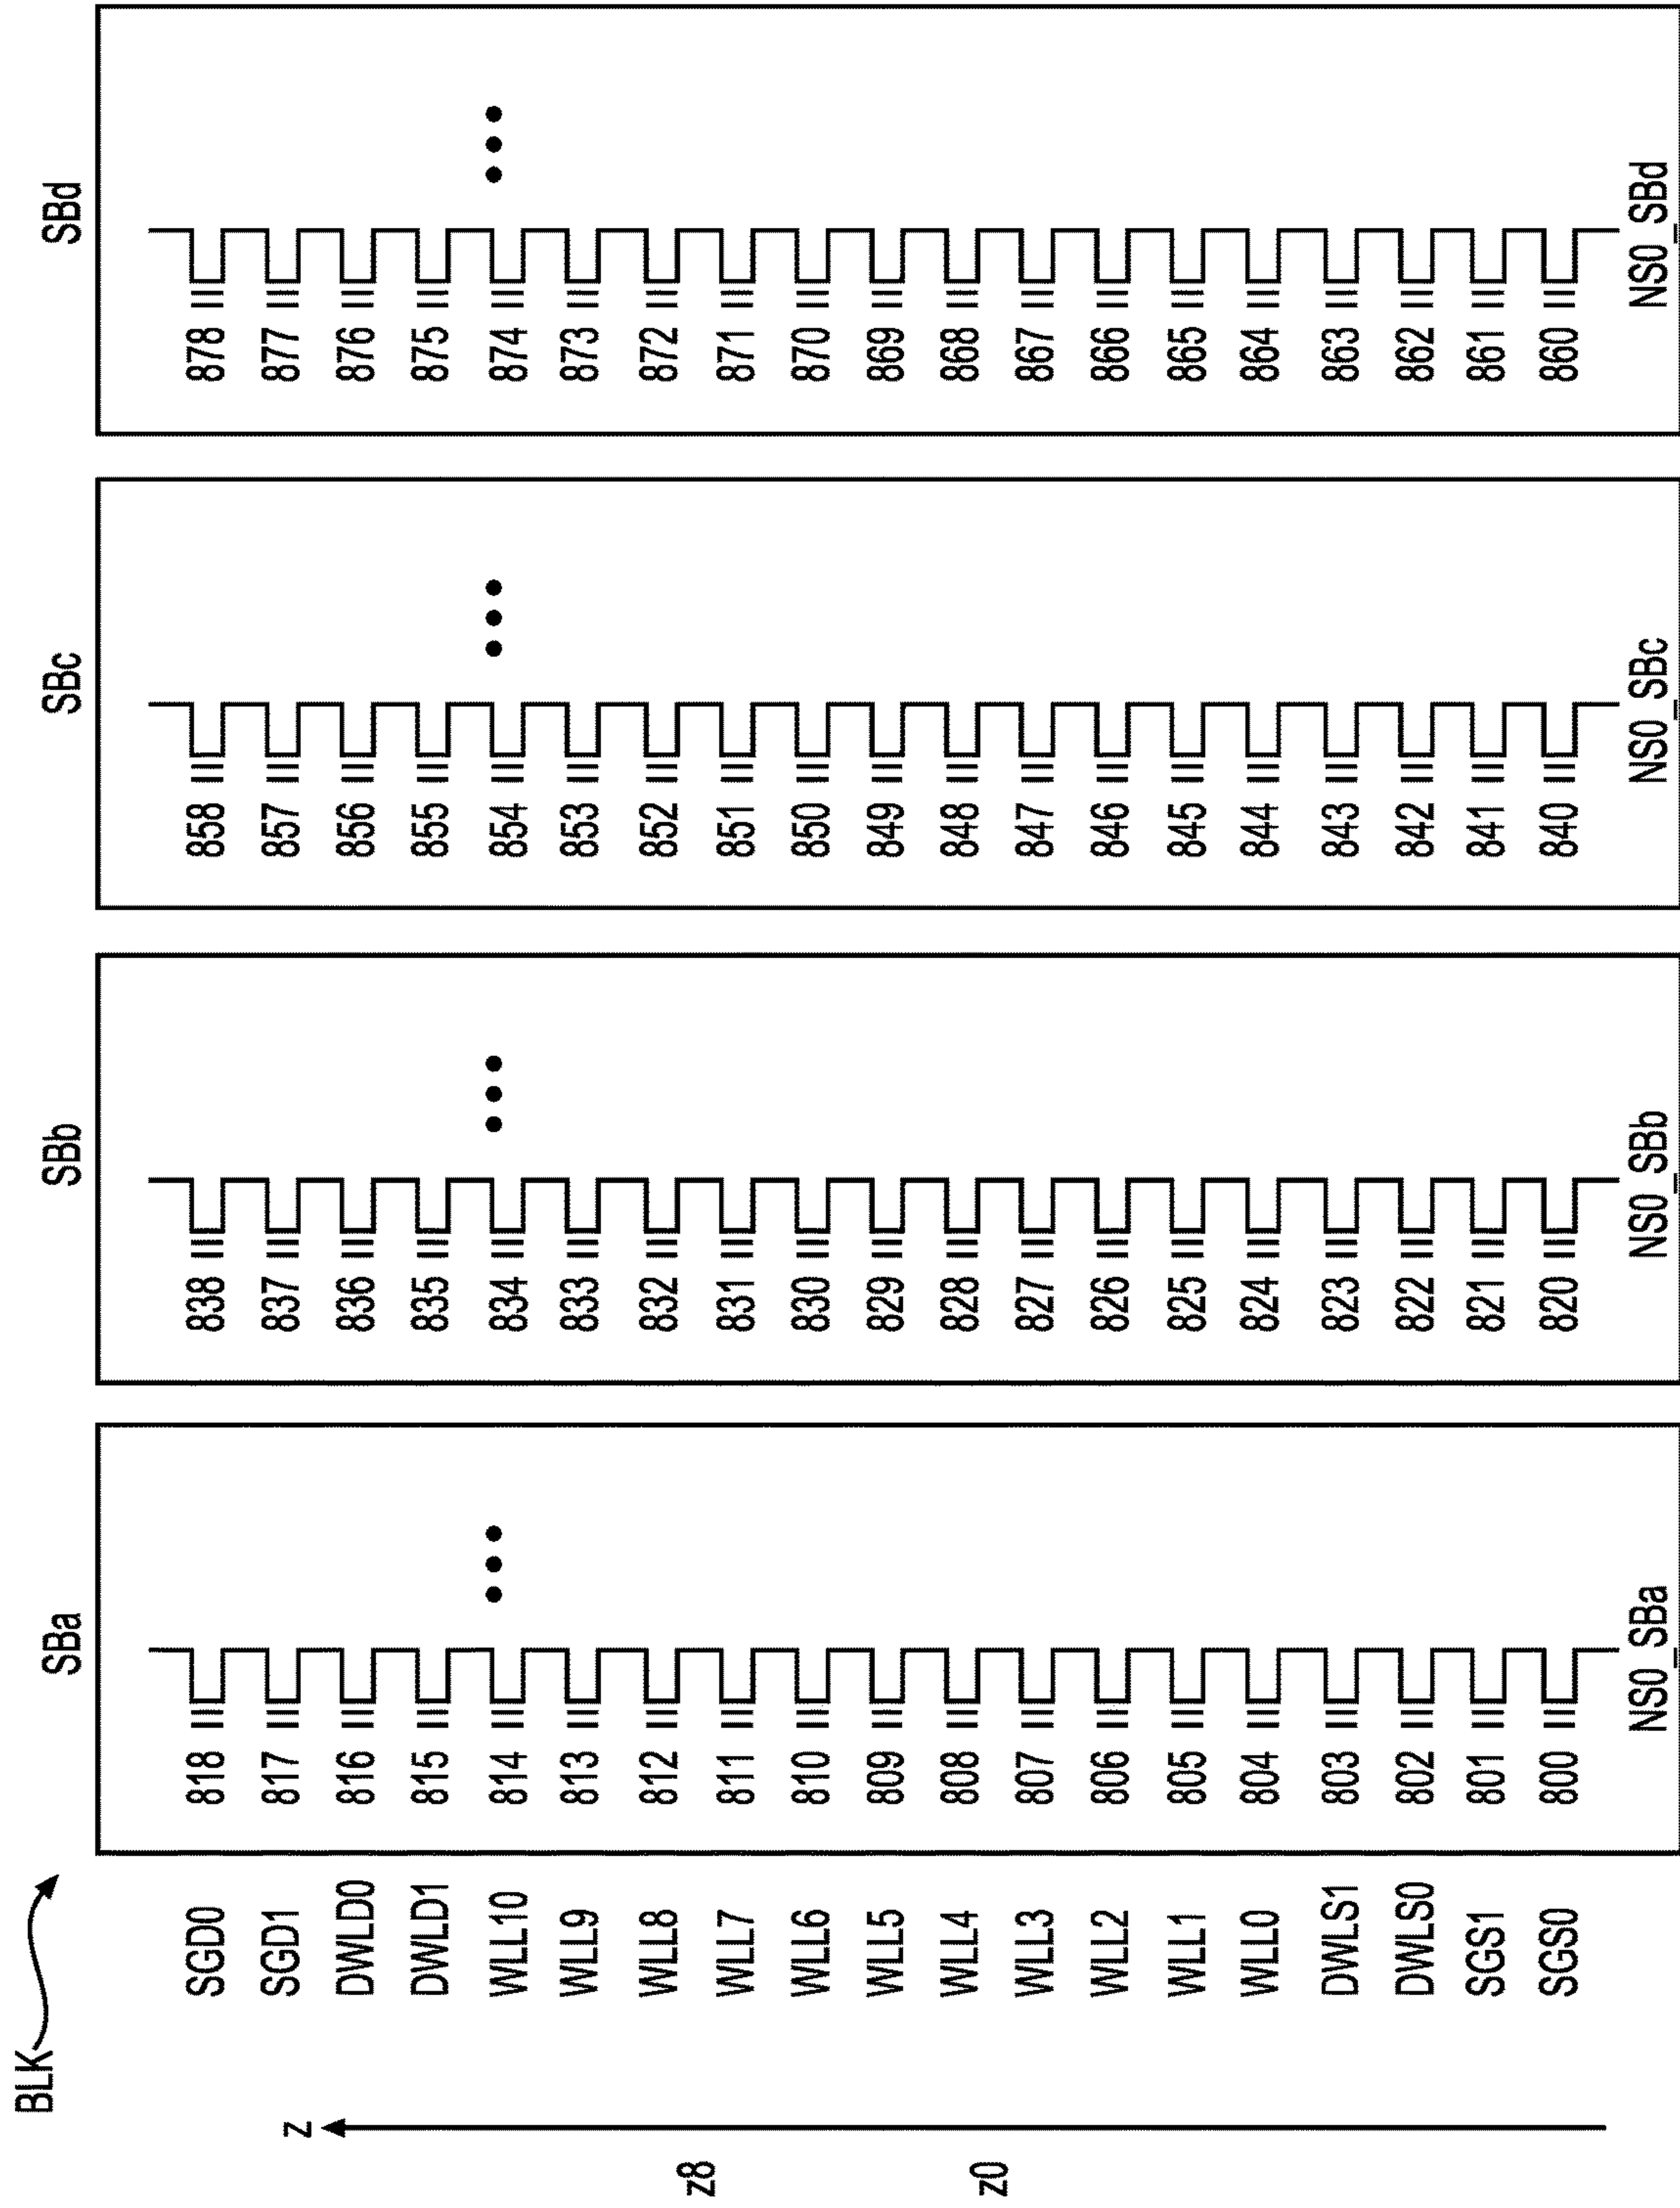 BLK
SBa SBb SBc SBd
SGD0 818 838 858 878
SGD1 817 837 857 877
z
DWLD0 816 836 856 876
DWLD1 815 835 855 875
WLL10 814 834 854 874
WLL9 813 833 853 873
WLL8 812 832 852 872
z8
WLL7 811 831 851 871
WLL6 810 830 850 870
WLL5 809 829 849 869
WLL4 808 828 848 868
z0
WLL3 807 827 847 867
WLL2 806 826 846 866
WLL1 805 825 845 865
WLL0 804 824 844 864
DWLS1 803 823 843 863
DWLS0 802 822 842 862
SGS1 801 821 841 861
SGS0 800 820 840 860
NS0_SBa NS0_SBb NS0_SBc NS0_SBd